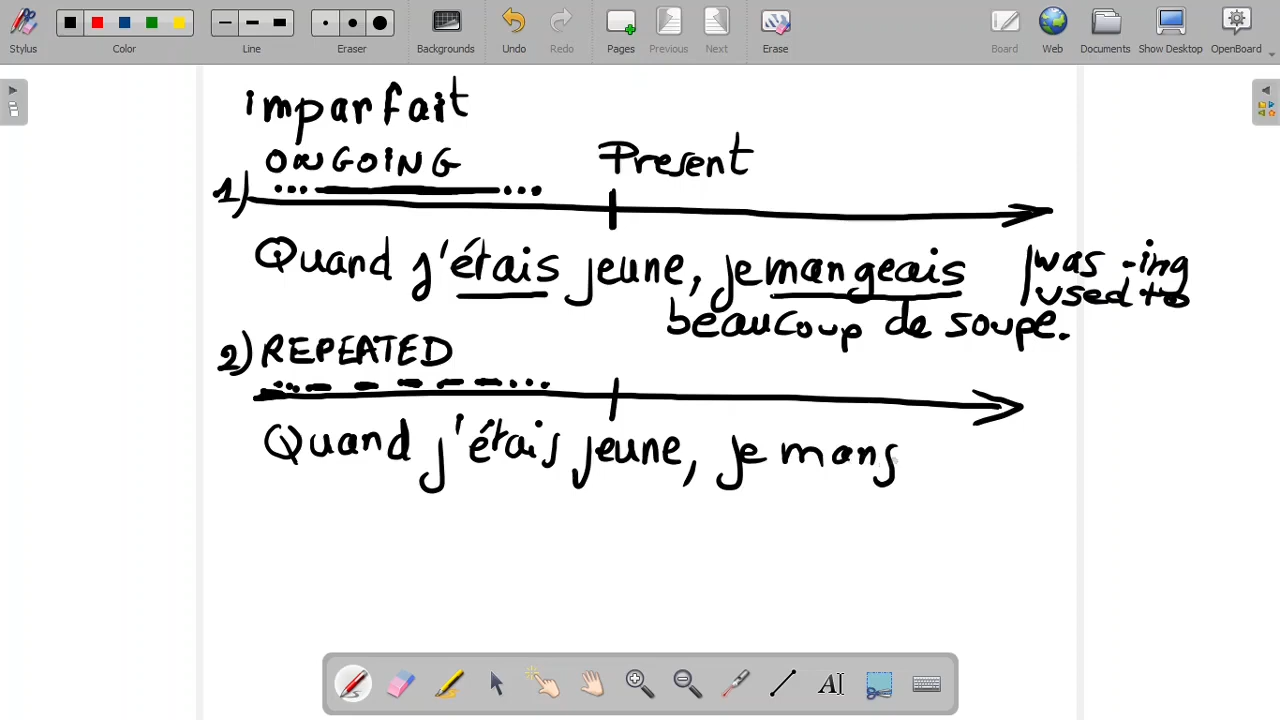 Stylus Color Line Eraser Backgrounds Undo Redo Pages Previous Next Erase Board Web Documents Show Desktop OpenBoard
imparfait
ONGOING Present
1)
Quand j'étais jeune, je mangeais was -ing
used to
beaucoup de soupe.
2) REPEATED
Quand j'étais jeune, je mang
AI